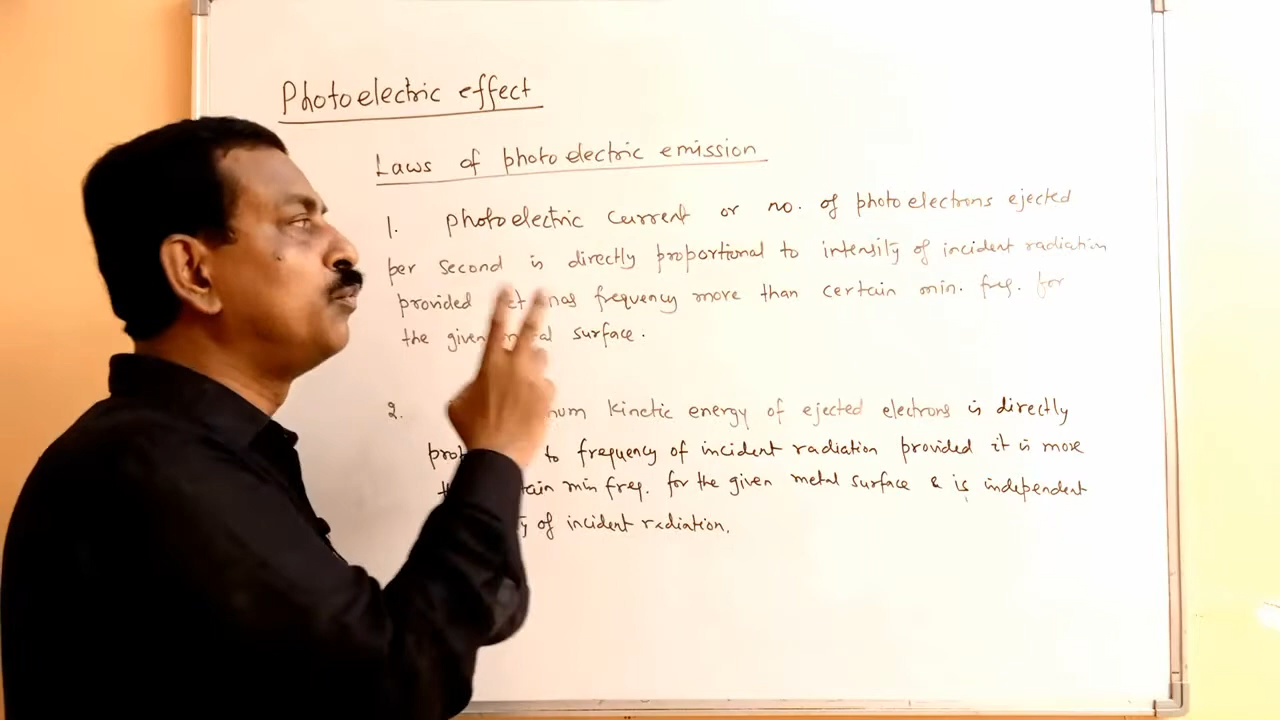 Photoelectric effect
Laws of photoelectric emission
1. Photoelectric current or no. of photoelectrons ejected
per second is directly proportional to intensity of incident radiation
provided has frequency more than certain min. freq. for
the given surface.
2. kinetic energy of ejected electrons is directly
to frequency of incident radiation provided it is more
min freq. for the given metal surface & is independent
of incident radiation.